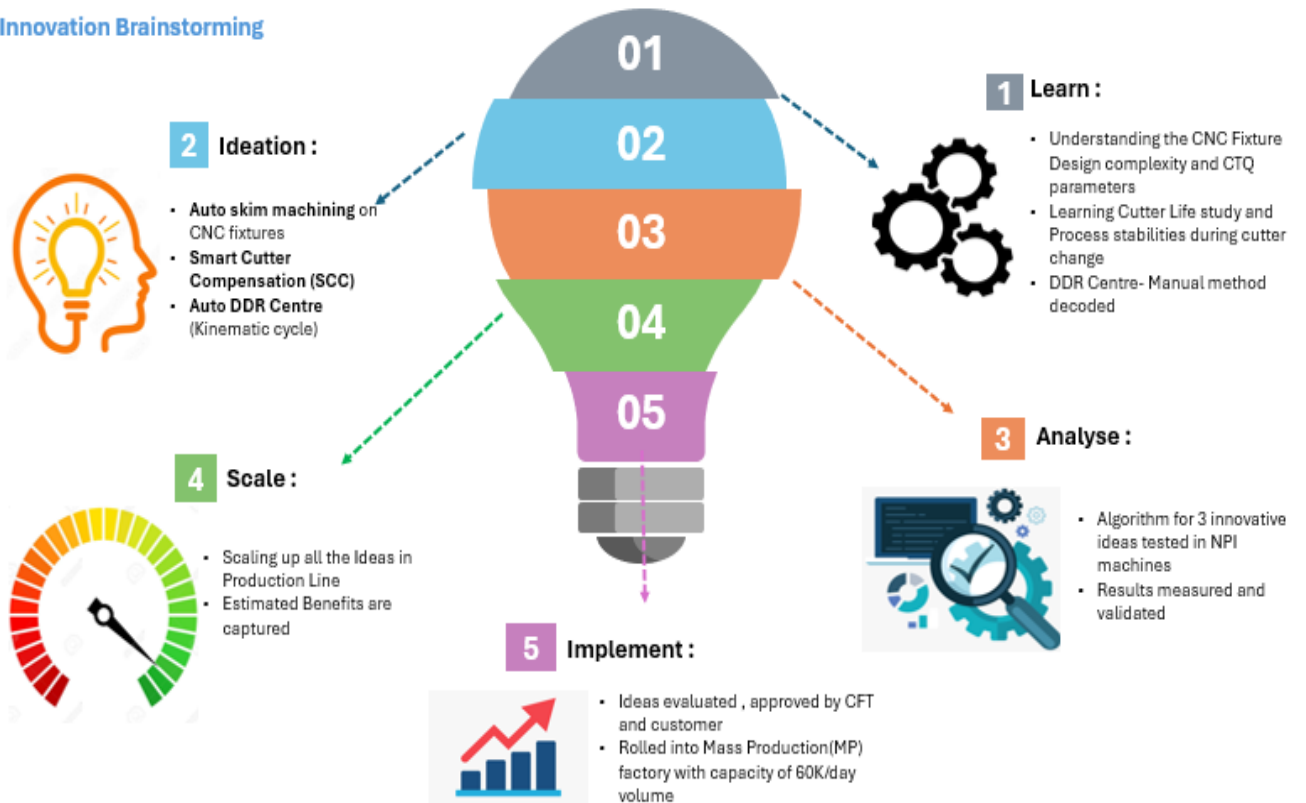 Innovation Brainstorming
01
02
03
04
05
1 Learn :
• Understanding the CNC Fixture
Design complexity and CTQ
parameters
• Learning Cutter Life study and
Process stabilities during cutter
change
• DDR Centre- Manual method
decoded
2 Ideation :
• Auto skim machining on
CNC fixtures
• Smart Cutter
Compensation (SCC)
• Auto DDR Centre
(Kinematic cycle)
3 Analyse :
• Algorithm for 3 innovative
ideas tested in NPI
machines
• Results measured and
validated
4 Scale :
• Scaling up all the Ideas in
Production Line
• Estimated Benefits are
captured
5 Implement :
• Ideas evaluated , approved by CFT
and customer
• Rolled into Mass Production(MP)
factory with capacity of 60K/day
volume